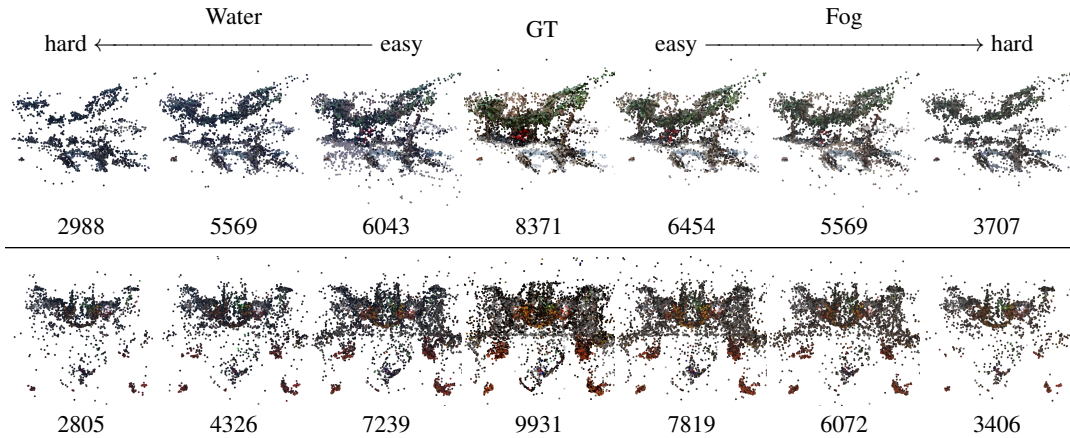 Water GT Fog
hard easy easy hard
2988 5569 6043 8371 6454 5569 3707
2805 4326 7239 9931 7819 6072 3406